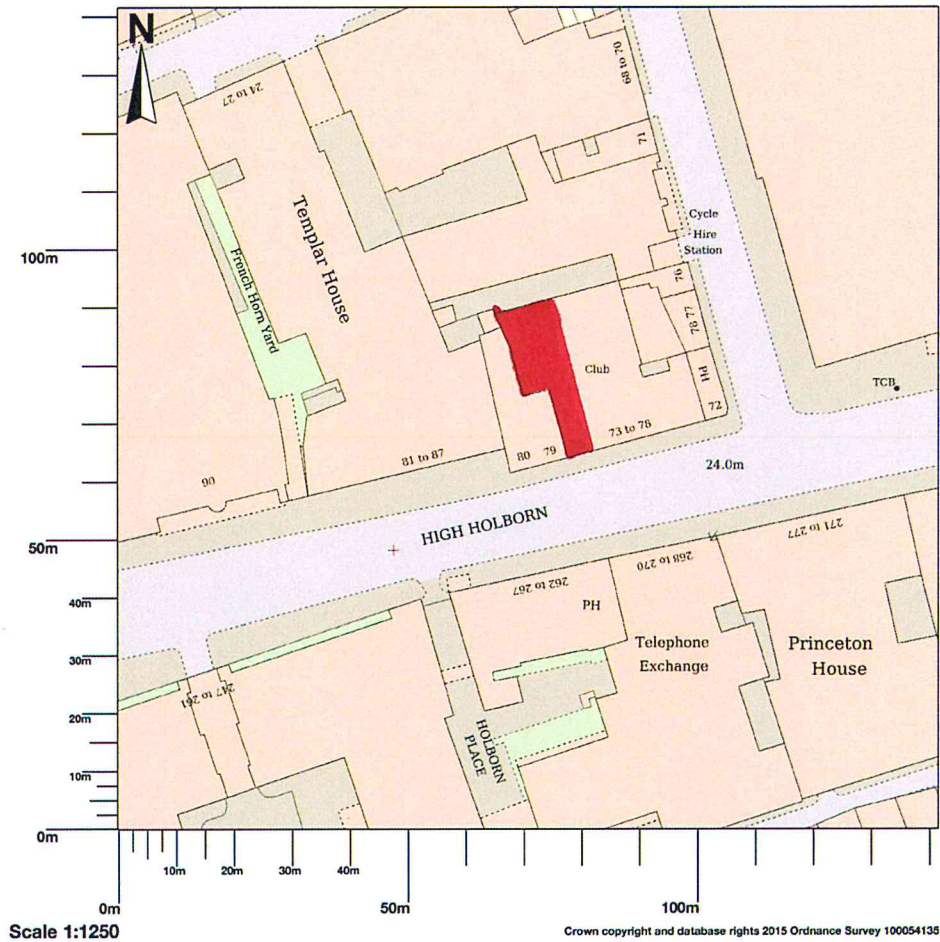 N
24 to 27
68 to 70
71
Templar House
French Horn Yard
Cycle
Hire
Station
76
78 77
Club
PH
72
TCB
73 to 78
79
80
81 to 87
90
24.0m
HIGH HOLBORN
271 to 277
268 to 270
262 to 267
PH
Telephone
Exchange
Princeton
House
247 to 261
HOLBORN
PLACE
100m
50m
40m
30m
20m
10m
0m
10m
20m
30m
40m
0m
50m
100m
Scale 1:1250
Crown copyright and database rights 2015 Ordnance Survey 100054135